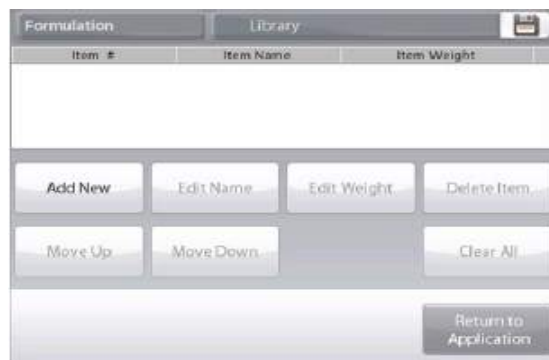 Formulation Library
Item # Item Name Item Weight
Add New Edit Name Edit Weight Delete Item
Move Up Move Down Clear All
Return to
Application